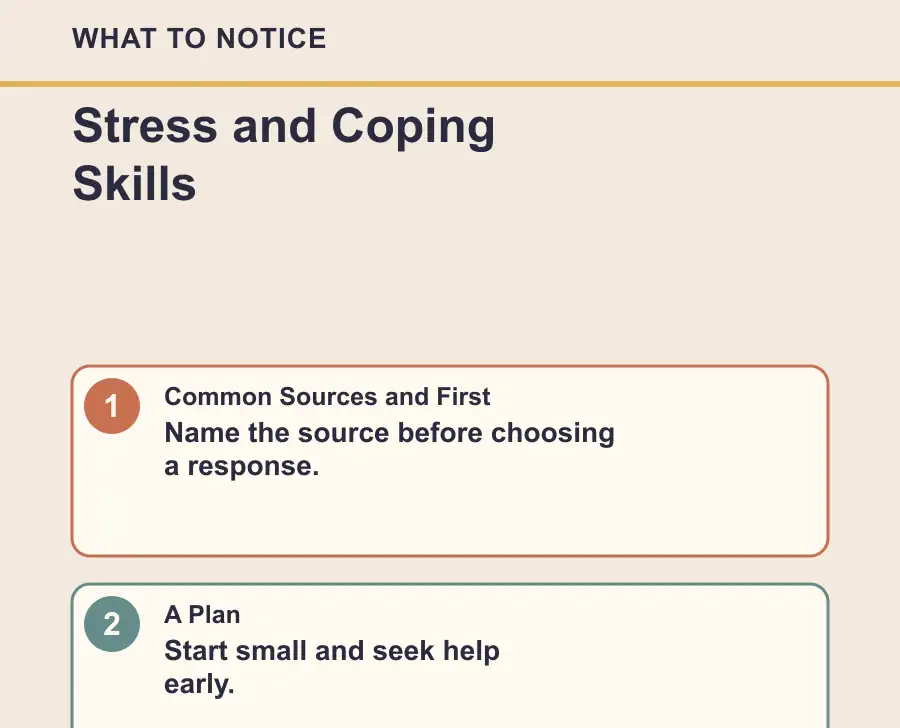 WHAT TO NOTICE
Stress and Coping
Skills
1
Common Sources and First
Name the source before choosing
a response.
2
A Plan
Start small and seek help
early.